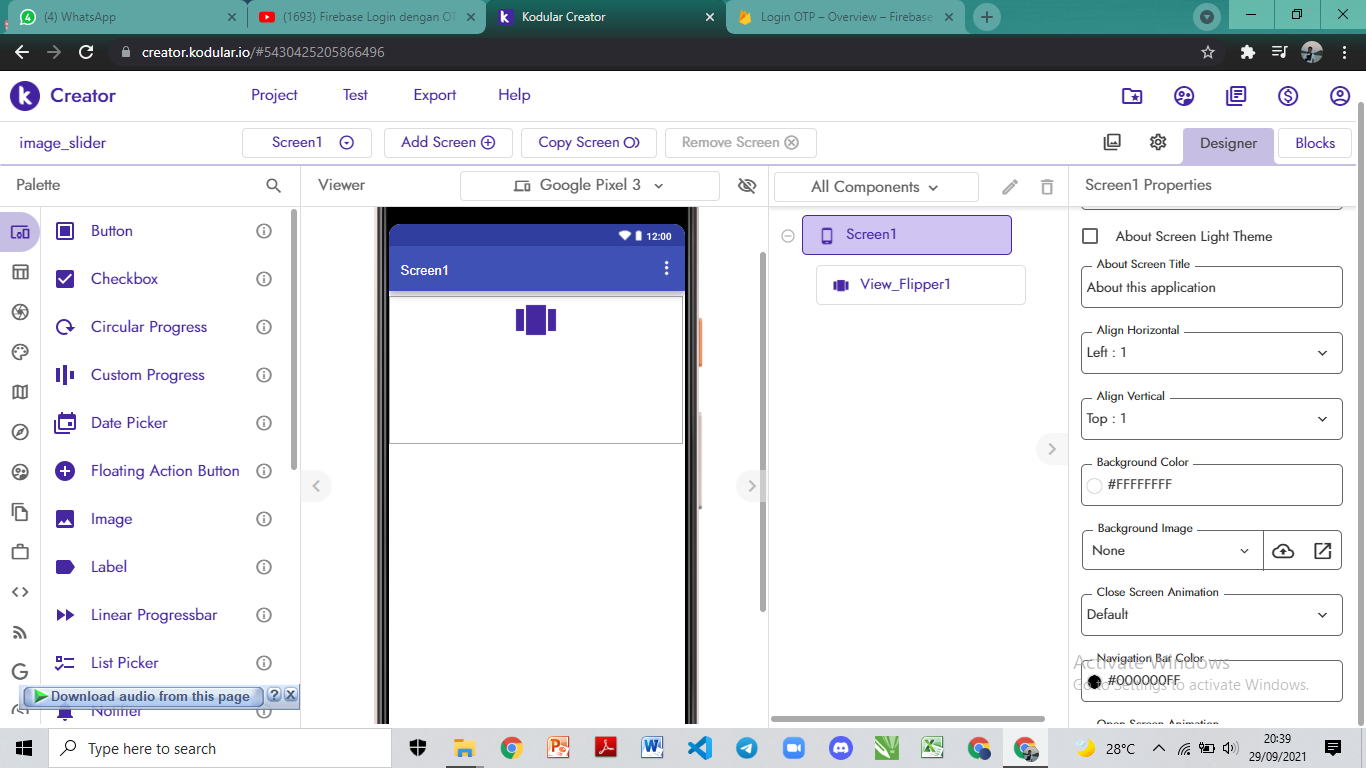 (4) WhatsApp
(1693) Firebase Login dengan OT
Kodular Creator
Login OTP – Overview – Firebase
creator.kodular.io/#5430425205866496
Creator
Project
Test
Export
Help
image_slider
Screen1
Add Screen
Copy Screen
Remove Screen
Designer
Blocks
Palette
Viewer
Google Pixel 3
All Components
Screen1 Properties
Button
Checkbox
Circular Progress
Custom Progress
Date Picker
Floating Action Button
Image
Label
Linear Progressbar
List Picker
Notifier
Download audio from this page
12:00
Screen1
Screen1
View_Flipper1
About Screen Light Theme
About Screen Title
About this application
Align Horizontal
Left : 1
Align Vertical
Top : 1
Background Color
#FFFFFFFF
Background Image
None
Close Screen Animation
Default
Navigation Bar Color
#000000FF
Open Screen Animation
Activate Windows
Go to Settings to activate Windows.
Type here to search
28°C
20:39
29/09/2021